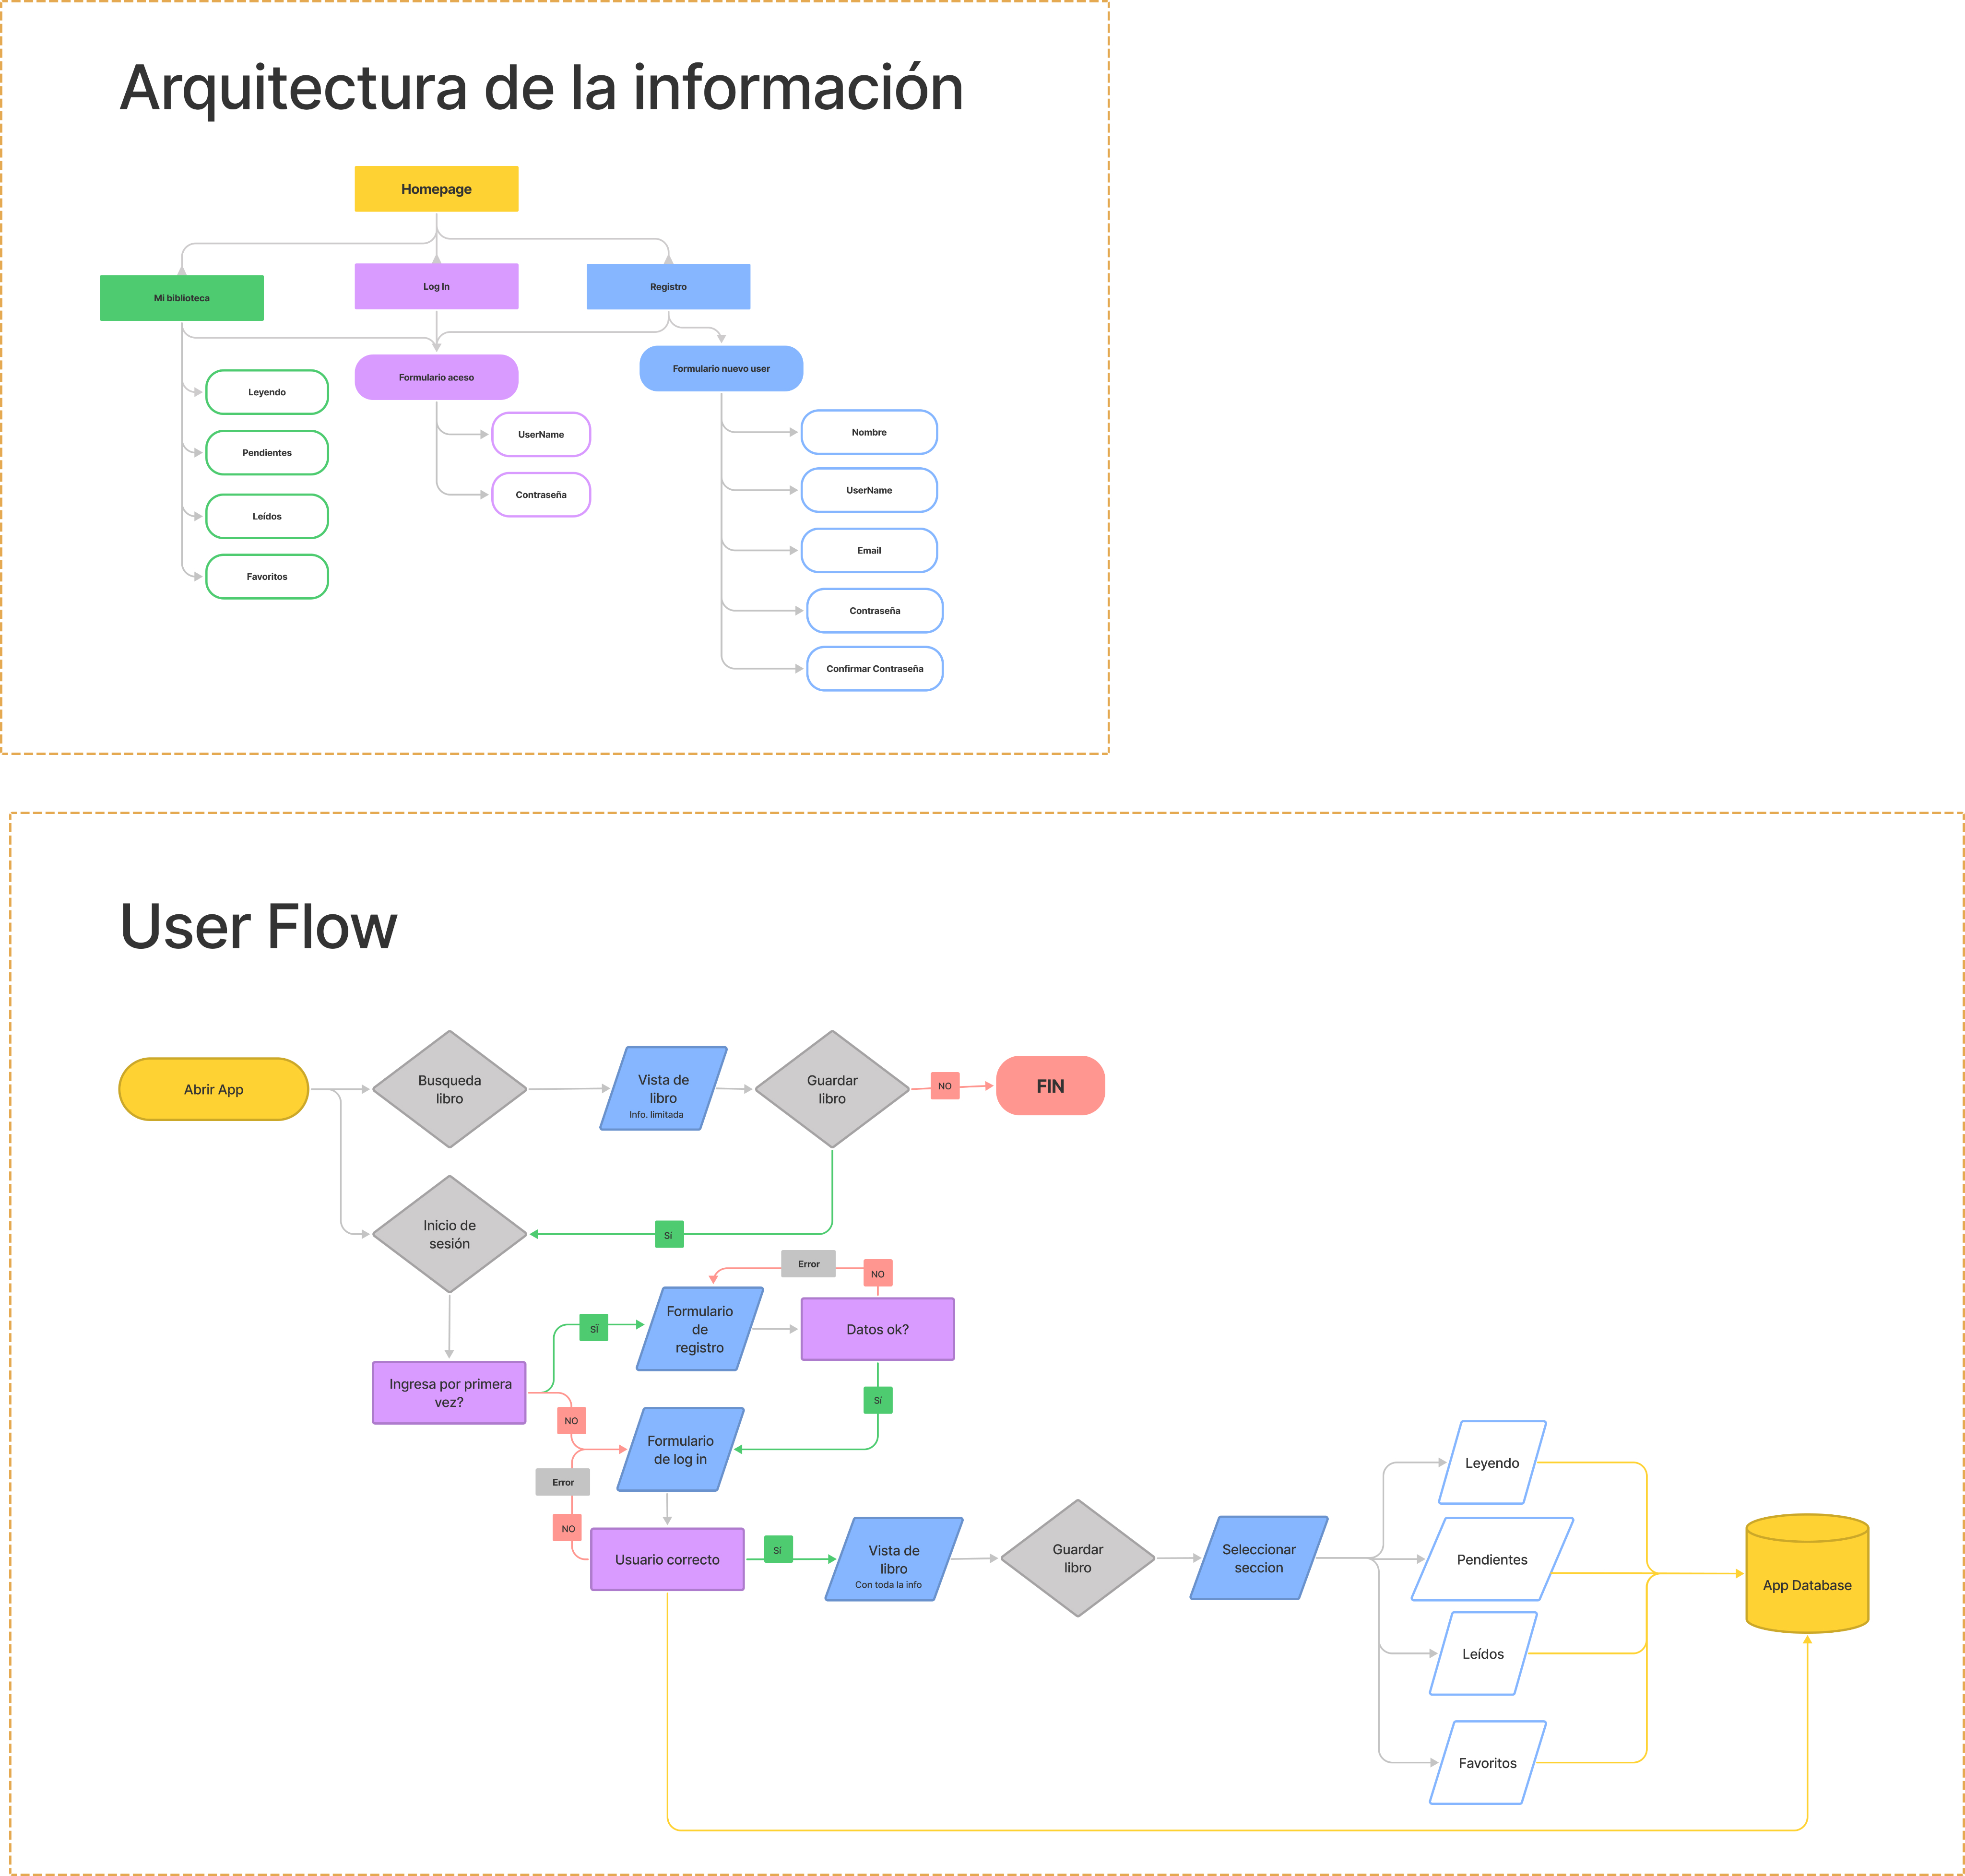 Arquitectura de la información
Homepage
Mi biblioteca
Log In
Registro
Formulario aceso
Formulario nuevo user
Leyendo
Pendientes
Leídos
Favoritos
UserName
Contraseña
Nombre
UserName
Email
Contraseña
Confirmar Contraseña
User Flow
Abrir App
Busqueda
libro
Vista de
libro
Info. limitada
Guardar
libro
NO
FIN
Inicio de
sesión
Sí
Error
NO
Formulario
de
registro
Datos ok?
SÍ
Ingresa por primera
vez?
NO
Sí
Formulario
de log in
Error
NO
Usuario correcto
Sí
Vista de
libro
Con toda la info
Guardar
libro
Seleccionar
seccion
Leyendo
Pendientes
Leídos
Favoritos
App Database